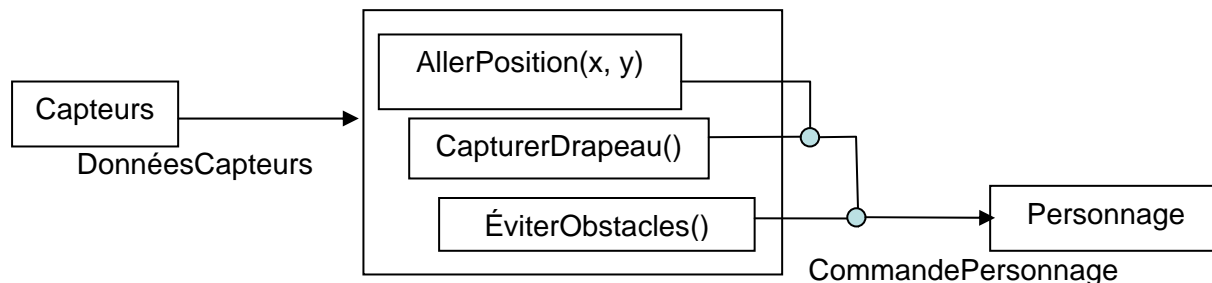 AllerPosition(x, y)
Capteurs
DonnéesCapteurs
CapturerDrapeau()
ÉviterObstacles()
Personnage
CommandePersonnage